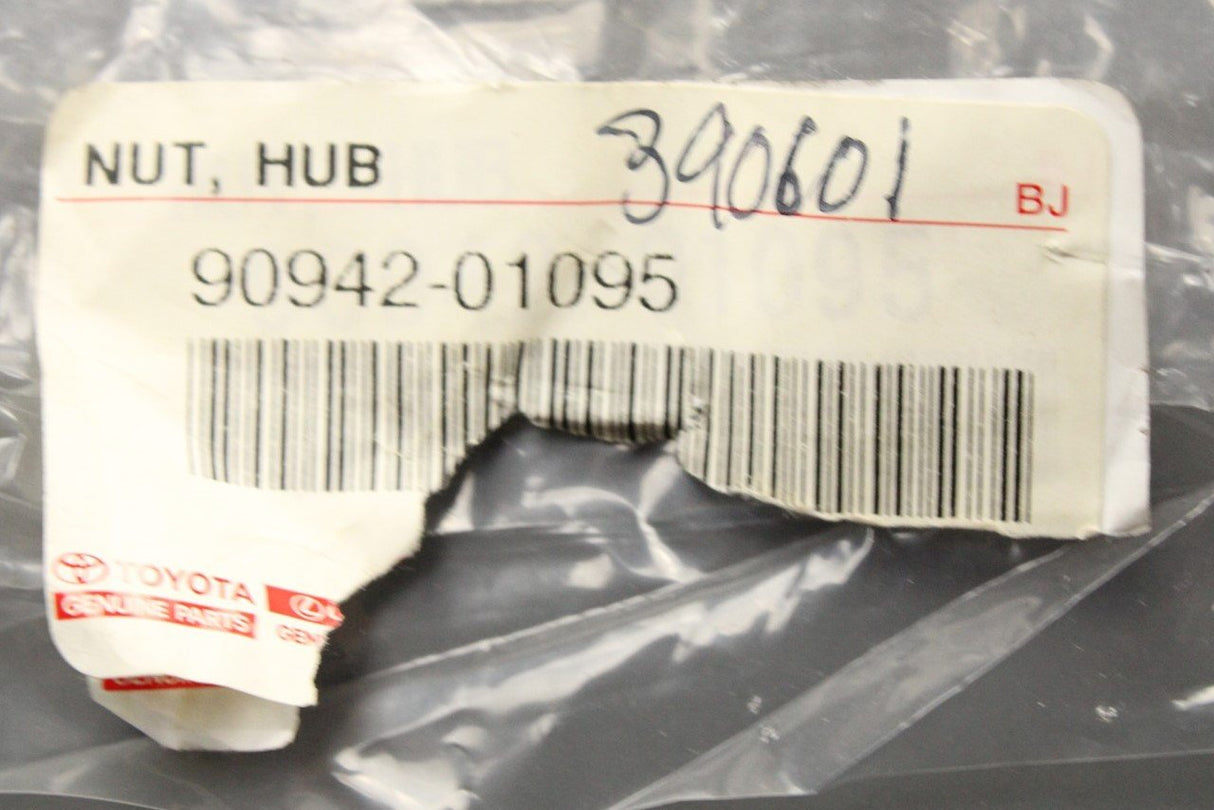 NUT, HUB 390601 BJ
90942-01095
TOYOTA
GENUINE PARTS